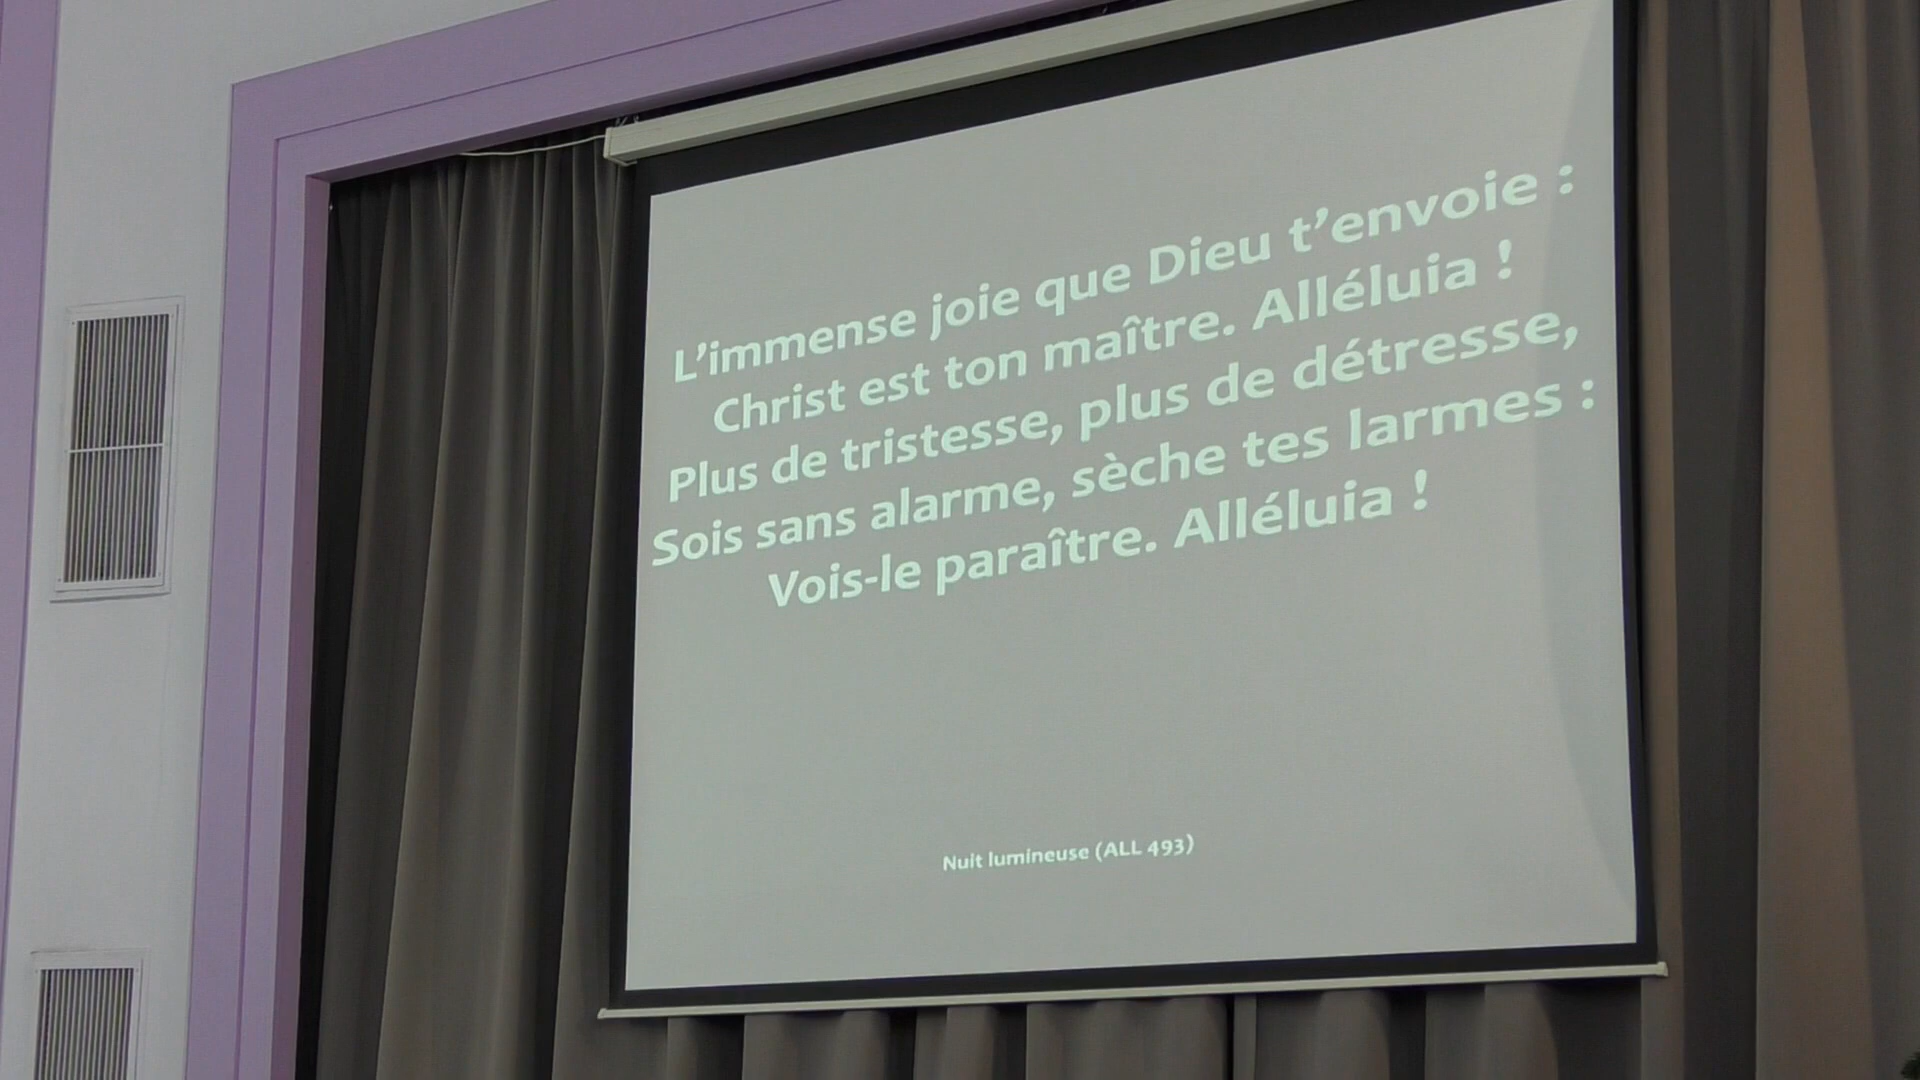 L’immense joie que Dieu t’envoie :
Christ est ton maître. Alléluia !
Plus de tristesse, plus de détresse,
Sois sans alarme, sèche tes larmes :
Vois-le paraître. Alléluia !
Nuit lumineuse (ALL 493)